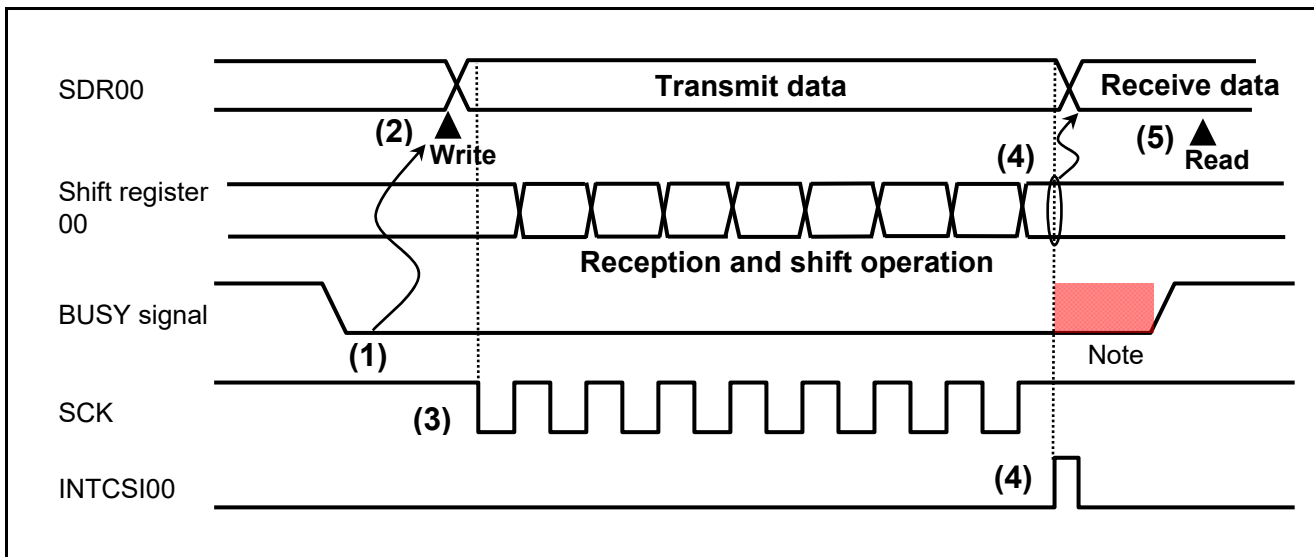 SDR00
Transmit data
Receive data
(2)
Write
(4)
(5)
Read
Shift register
00
Reception and shift operation
BUSY signal
(1)
Note
SCK
(3)
INTCSI00
(4)